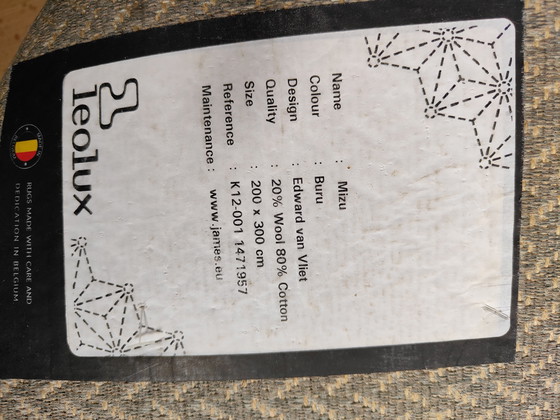 leolux
Name : Mizu
Colour : Buru
Design : Edward van Vliet
Quality : 20% Wool 80% Cotton
Size : 200 x 300 cm
Reference : K12-001 1471957
Maintenance : www.james.eu
RUGS MADE WITH CARE AND
DEDICATION IN BELGIUM